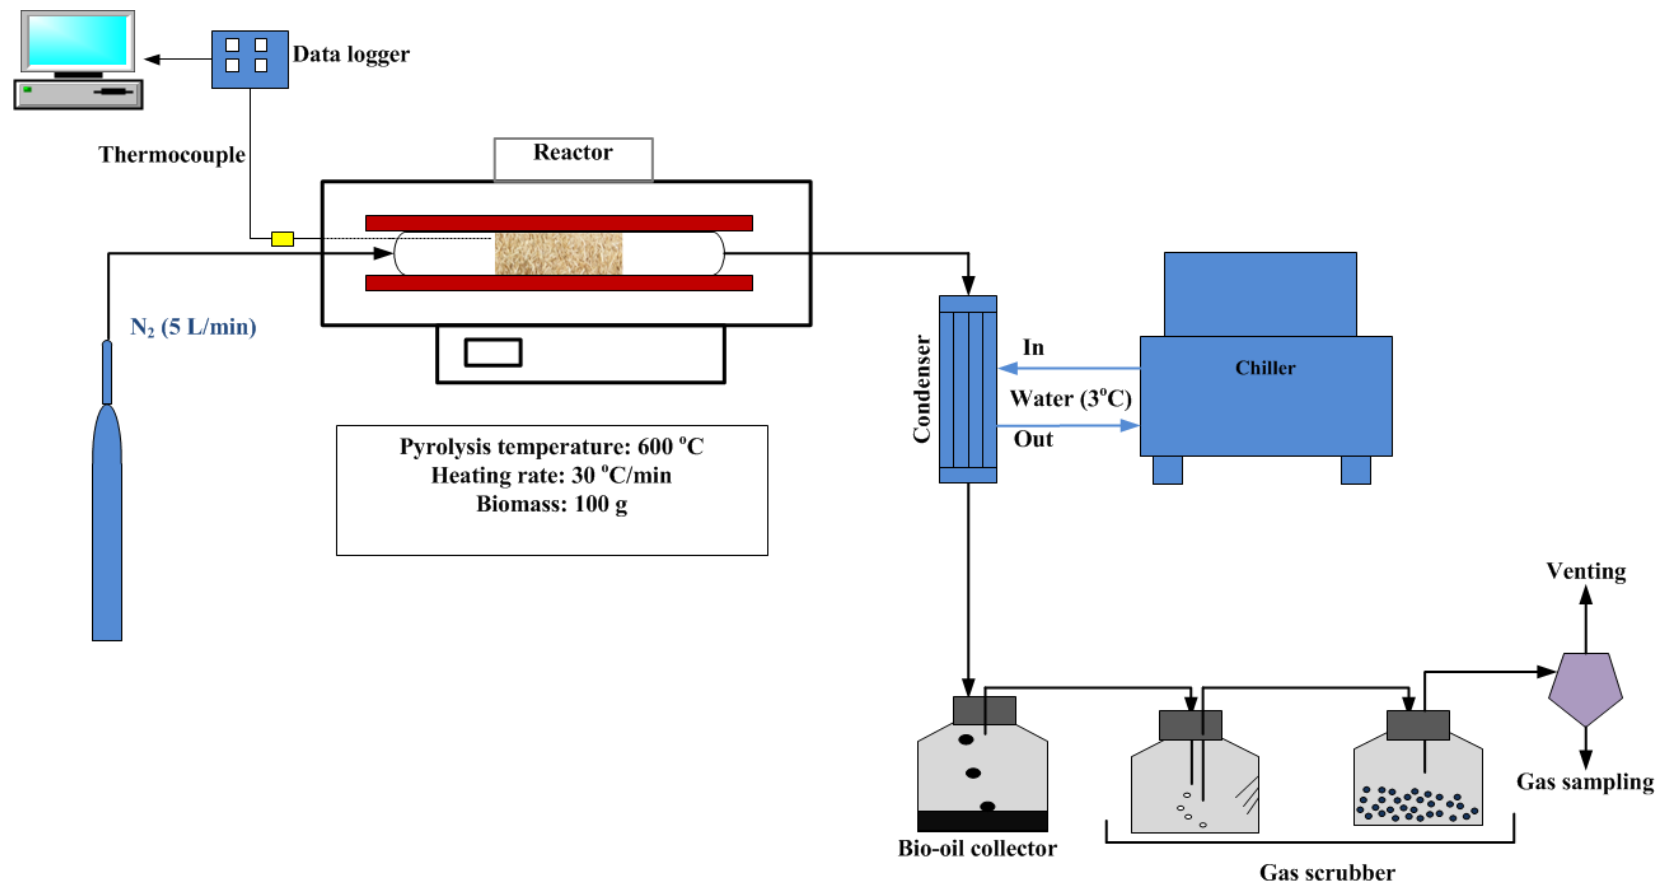 Data logger
Thermocouple
Reactor
N₂ (5 L/min)
Pyrolysis temperature: 600 °C
Heating rate: 30 °C/min
Biomass: 100 g
Condenser
In
Water (3°C)
Out
Chiller
Venting
Gas sampling
Bio-oil collector
Gas scrubber